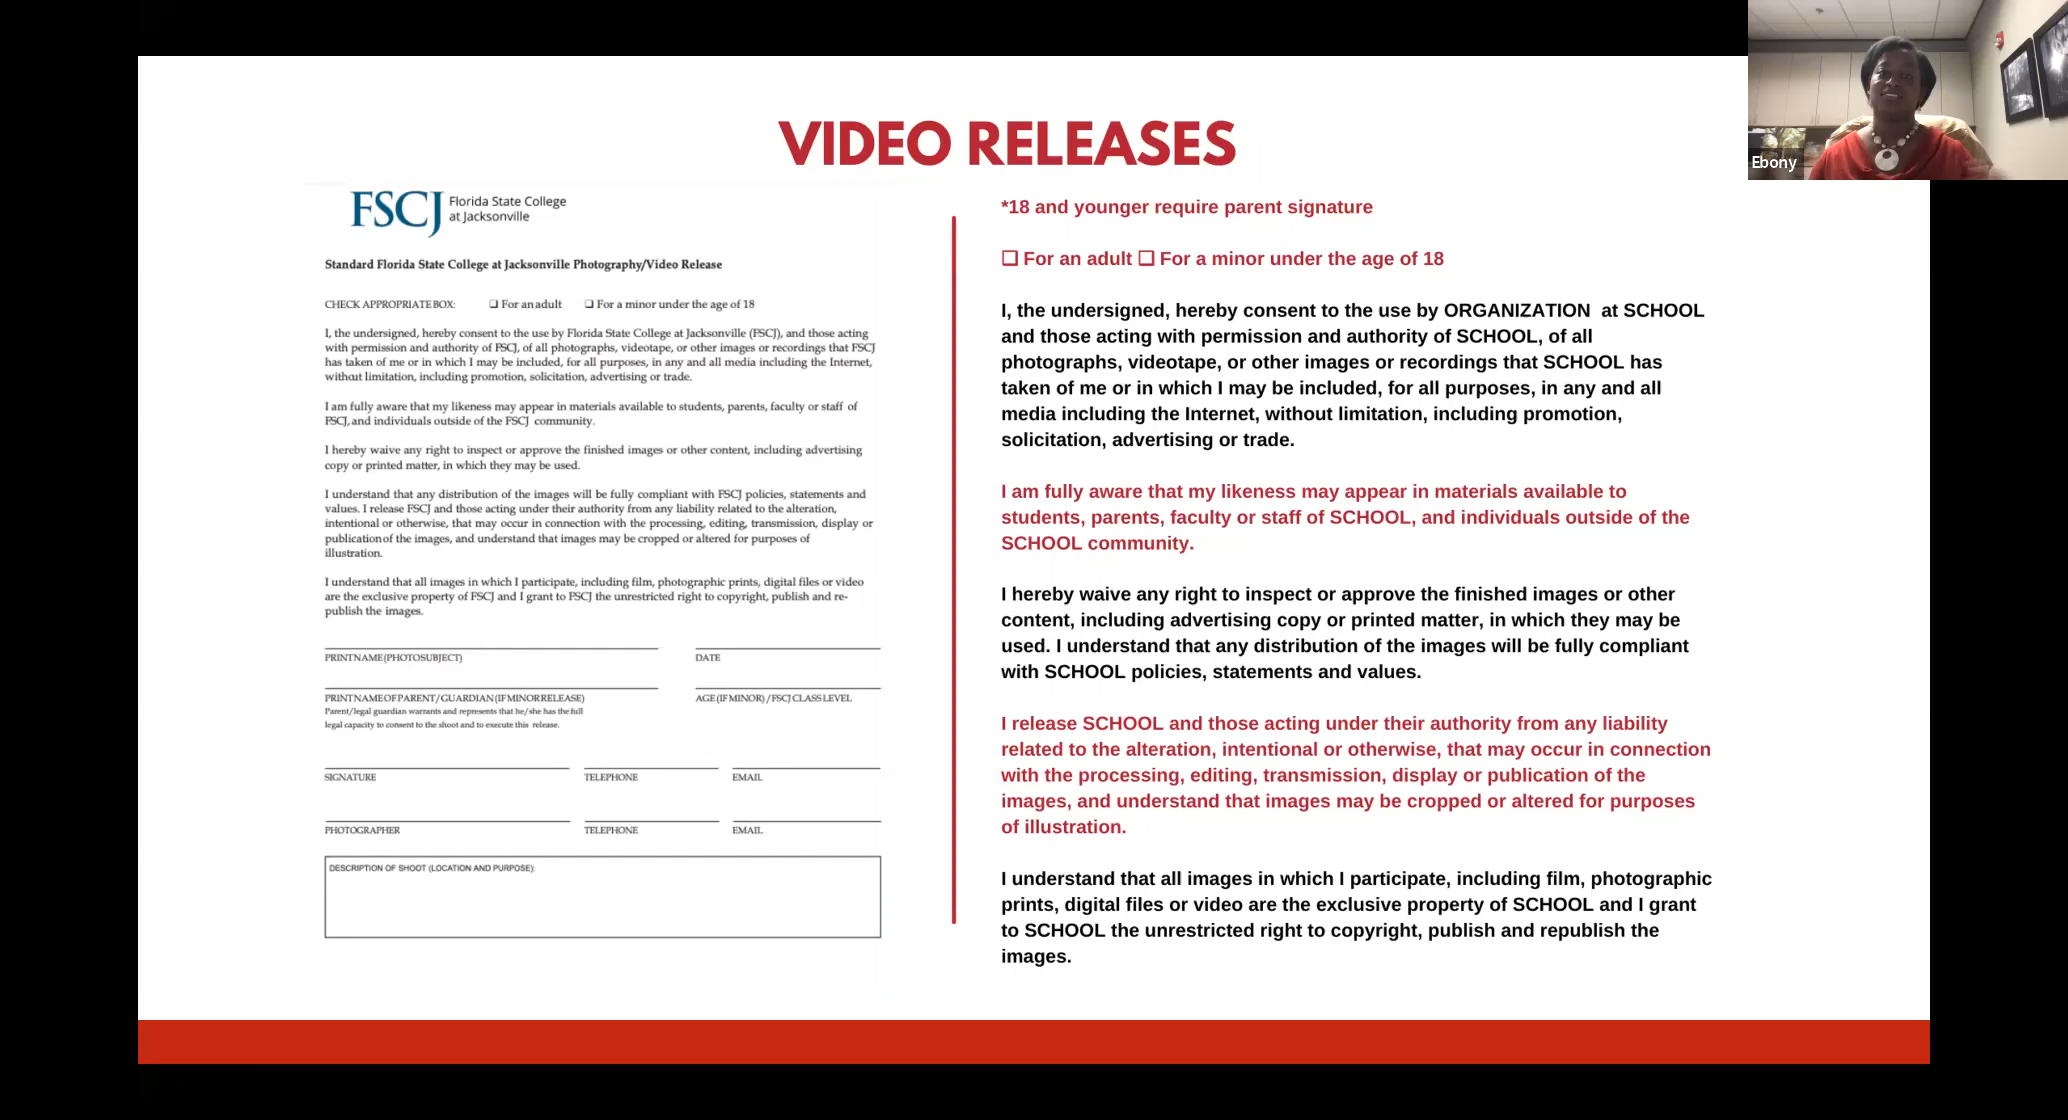 VIDEO RELEASES
Ebony
FSCJ Florida State College
at Jacksonville
Standard Florida State College at Jacksonville Photography/Video Release
CHECK APPROPRIATE BOX: ❑ For an adult ❑ For a minor under the age of 18
I, the undersigned, hereby consent to the use by Florida State College at Jacksonville (FSCJ), and those acting
with permission and authority of FSCJ, of all photographs, videotape, or other images or recordings that FSCJ
has taken of me or in which I may be included, for all purposes, in any and all media including the Internet,
without limitation, including promotion, solicitation, advertising or trade.
I am fully aware that my likeness may appear in materials available to students, parents, faculty or staff of
FSCJ, and individuals outside of the FSCJ community.
I hereby waive any right to inspect or approve the finished images or other content, including advertising
copy or printed matter, in which they may be used.
I understand that any distribution of the images will be fully compliant with FSCJ policies, statements and
values. I release FSCJ and those acting under their authority from any liability related to the alteration,
intentional or otherwise, that may occur in connection with the processing, editing, transmission, display or
publication of the images, and understand that images may be cropped or altered for purposes of
illustration.
I understand that all images in which I participate, including film, photographic prints, digital files or video
are the exclusive property of FSCJ and I grant to FSCJ the unrestricted right to copyright, publish and re-
publish the images.
PRINT NAME (PHOTO SUBJECT) DATE
PRINT NAME OF PARENT / GUARDIAN (IF MINOR RELEASE) AGE (IF MINOR) / FSCJ CLASS LEVEL
Parent/legal guardian warrants and represents that he/she has the full
legal capacity to consent to the shoot and to execute this release.
SIGNATURE TELEPHONE EMAIL
PHOTOGRAPHER TELEPHONE EMAIL
DESCRIPTION OF SHOOT (LOCATION AND PURPOSE):
*18 and younger require parent signature
❑ For an adult ❑ For a minor under the age of 18
I, the undersigned, hereby consent to the use by ORGANIZATION at SCHOOL
and those acting with permission and authority of SCHOOL, of all
photographs, videotape, or other images or recordings that SCHOOL has
taken of me or in which I may be included, for all purposes, in any and all
media including the Internet, without limitation, including promotion,
solicitation, advertising or trade.
I am fully aware that my likeness may appear in materials available to
students, parents, faculty or staff of SCHOOL, and individuals outside of the
SCHOOL community.
I hereby waive any right to inspect or approve the finished images or other
content, including advertising copy or printed matter, in which they may be
used. I understand that any distribution of the images will be fully compliant
with SCHOOL policies, statements and values.
I release SCHOOL and those acting under their authority from any liability
related to the alteration, intentional or otherwise, that may occur in connection
with the processing, editing, transmission, display or publication of the
images, and understand that images may be cropped or altered for purposes
of illustration.
I understand that all images in which I participate, including film, photographic
prints, digital files or video are the exclusive property of SCHOOL and I grant
to SCHOOL the unrestricted right to copyright, publish and republish the
images.